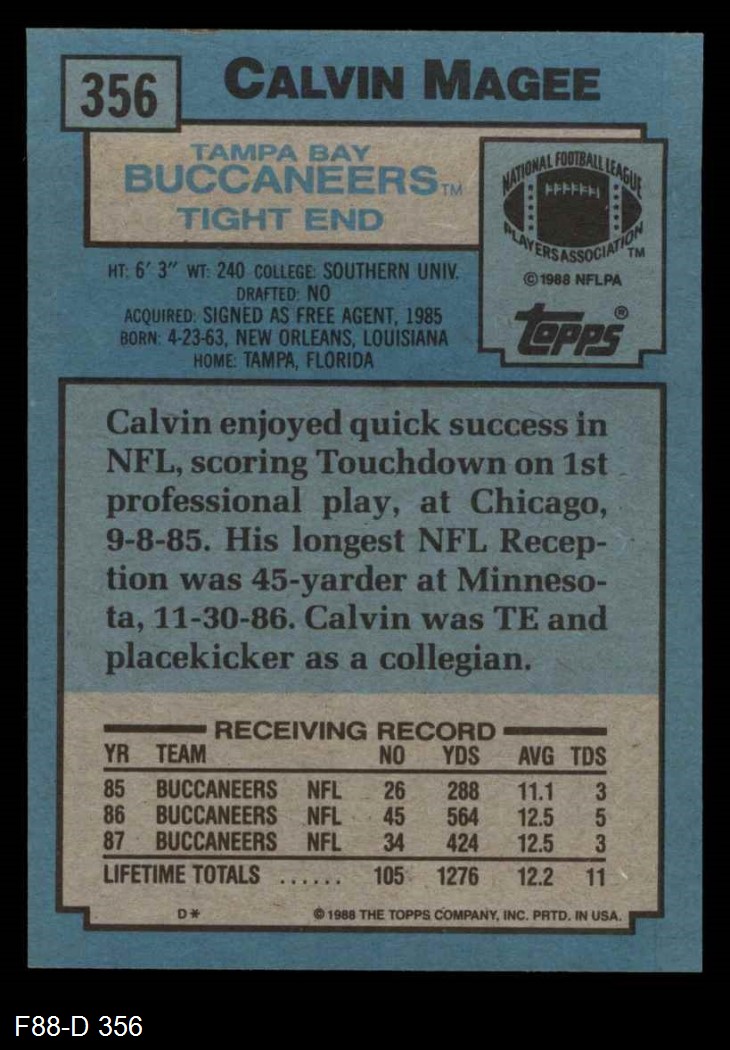 356
CALVIN MAGEE
TAMPA BAY
BUCCANEERS TM
TIGHT END
NATIONAL FOOTBALL LEAGUE
PLAYERS ASSOCIATION TM
© 1988 NFLPA
topps®
HT: 6' 3" WT: 240 COLLEGE: SOUTHERN UNIV.
DRAFTED: NO
ACQUIRED: SIGNED AS FREE AGENT, 1985
BORN: 4-23-63, NEW ORLEANS, LOUISIANA
HOME: TAMPA, FLORIDA
Calvin enjoyed quick success in
NFL, scoring Touchdown on 1st
professional play, at Chicago,
9-8-85. His longest NFL Recep-
tion was 45-yarder at Minneso-
ta, 11-30-86. Calvin was TE and
placekicker as a collegian.
RECEIVING RECORD
YR TEAM NO YDS AVG TDS
85 BUCCANEERS NFL 26 288 11.1 3
86 BUCCANEERS NFL 45 564 12.5 5
87 BUCCANEERS NFL 34 424 12.5 3
LIFETIME TOTALS ...... 105 1276 12.2 11
D* © 1988 THE TOPPS COMPANY, INC. PRTD. IN USA.
F88-D 356